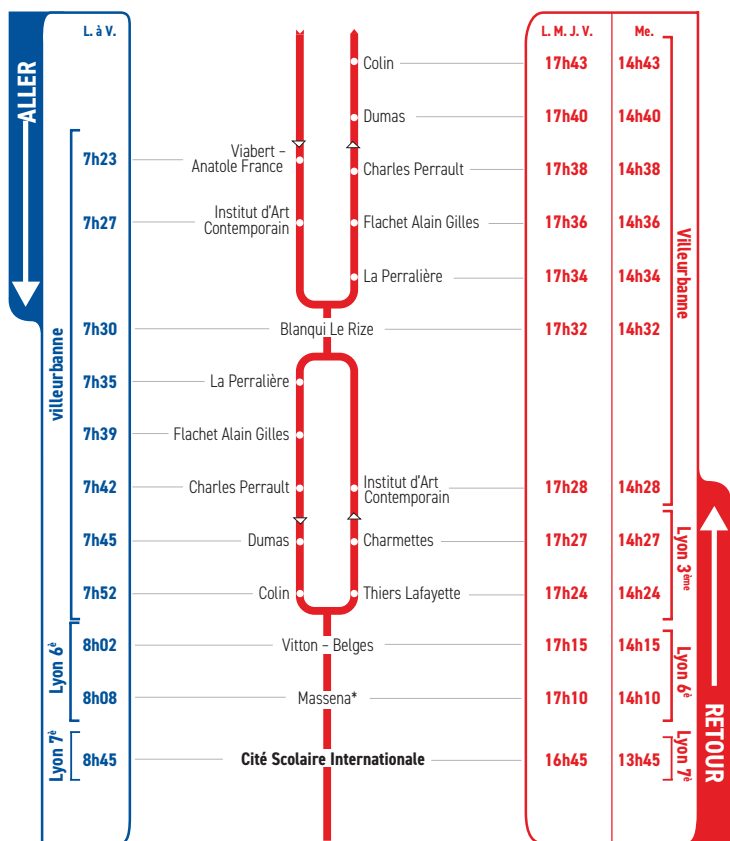 ALLER
L. à V.
L. M. J. V.
Me.
Colin
17h43
14h43
Dumas
17h40
14h40
7h23
Viabert –
Anatole France
Charles Perrault
17h38
14h38
7h27
Institut d'Art
Contemporain
Flachet Alain Gilles
17h36
14h36
La Perralière
17h34
14h34
Villeurbanne
7h30
Blanqui Le Rize
17h32
14h32
villeurbanne
7h35
La Perralière
7h39
Flachet Alain Gilles
7h42
Charles Perrault
Institut d'Art
Contemporain
17h28
14h28
7h45
Dumas
Charmettes
17h27
14h27
Lyon 3ème
7h52
Colin
Thiers Lafayette
17h24
14h24
Lyon 6è
8h02
Vitton – Belges
17h15
14h15
Lyon 6è
8h08
Massena*
17h10
14h10
Lyon 7è
8h45
Cité Scolaire Internationale
16h45
13h45
Lyon 7è
RETOUR